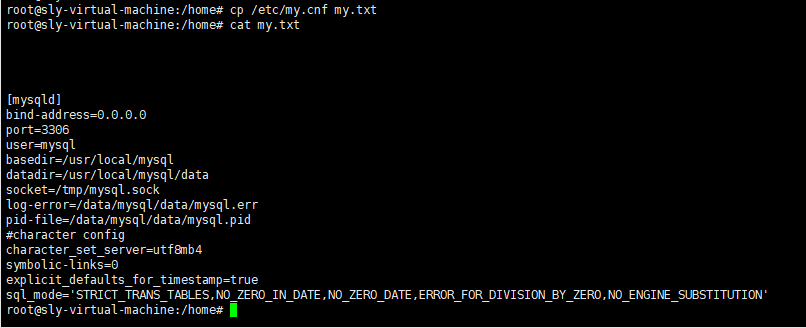 root@sly-virtual-machine:/home# cp /etc/my.cnf my.txt
root@sly-virtual-machine:/home# cat my.txt
[mysqld]
bind-address=0.0.0.0
port=3306
user=mysql
basedir=/usr/local/mysql
datadir=/usr/local/mysql/data
socket=/tmp/mysql.sock
log-error=/data/mysql/data/mysql.err
pid-file=/data/mysql/data/mysql.pid
#character config
character_set_server=utf8mb4
symbolic-links=0
explicit_defaults_for_timestamp=true
sql_mode='STRICT_TRANS_TABLES,NO_ZERO_IN_DATE,NO_ZERO_DATE,ERROR_FOR_DIVISION_BY_ZERO,NO_ENGINE_SUBSTITUTION'
root@sly-virtual-machine:/home#